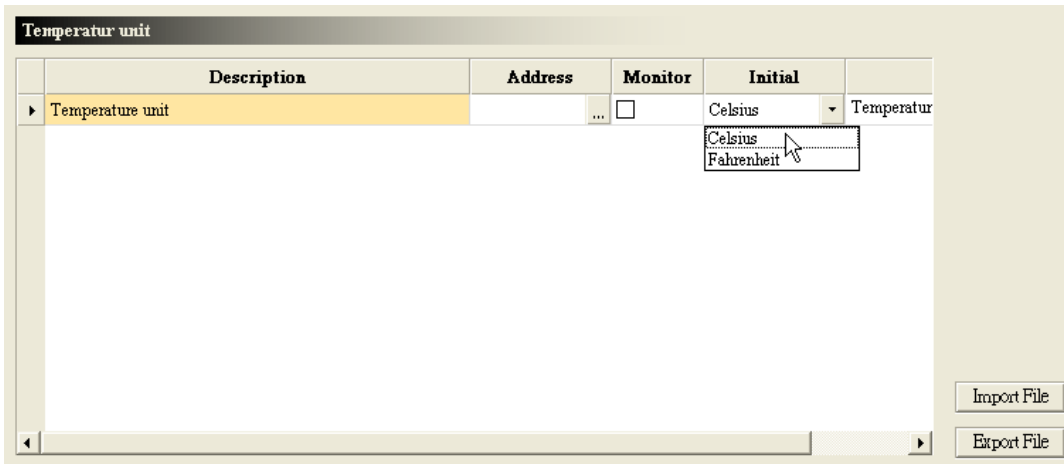 Temperatur unit
Description Address Monitor Initial
Temperature unit ... Celsius Temperatur
Celsius
Fahrenheit
Import File
Export File